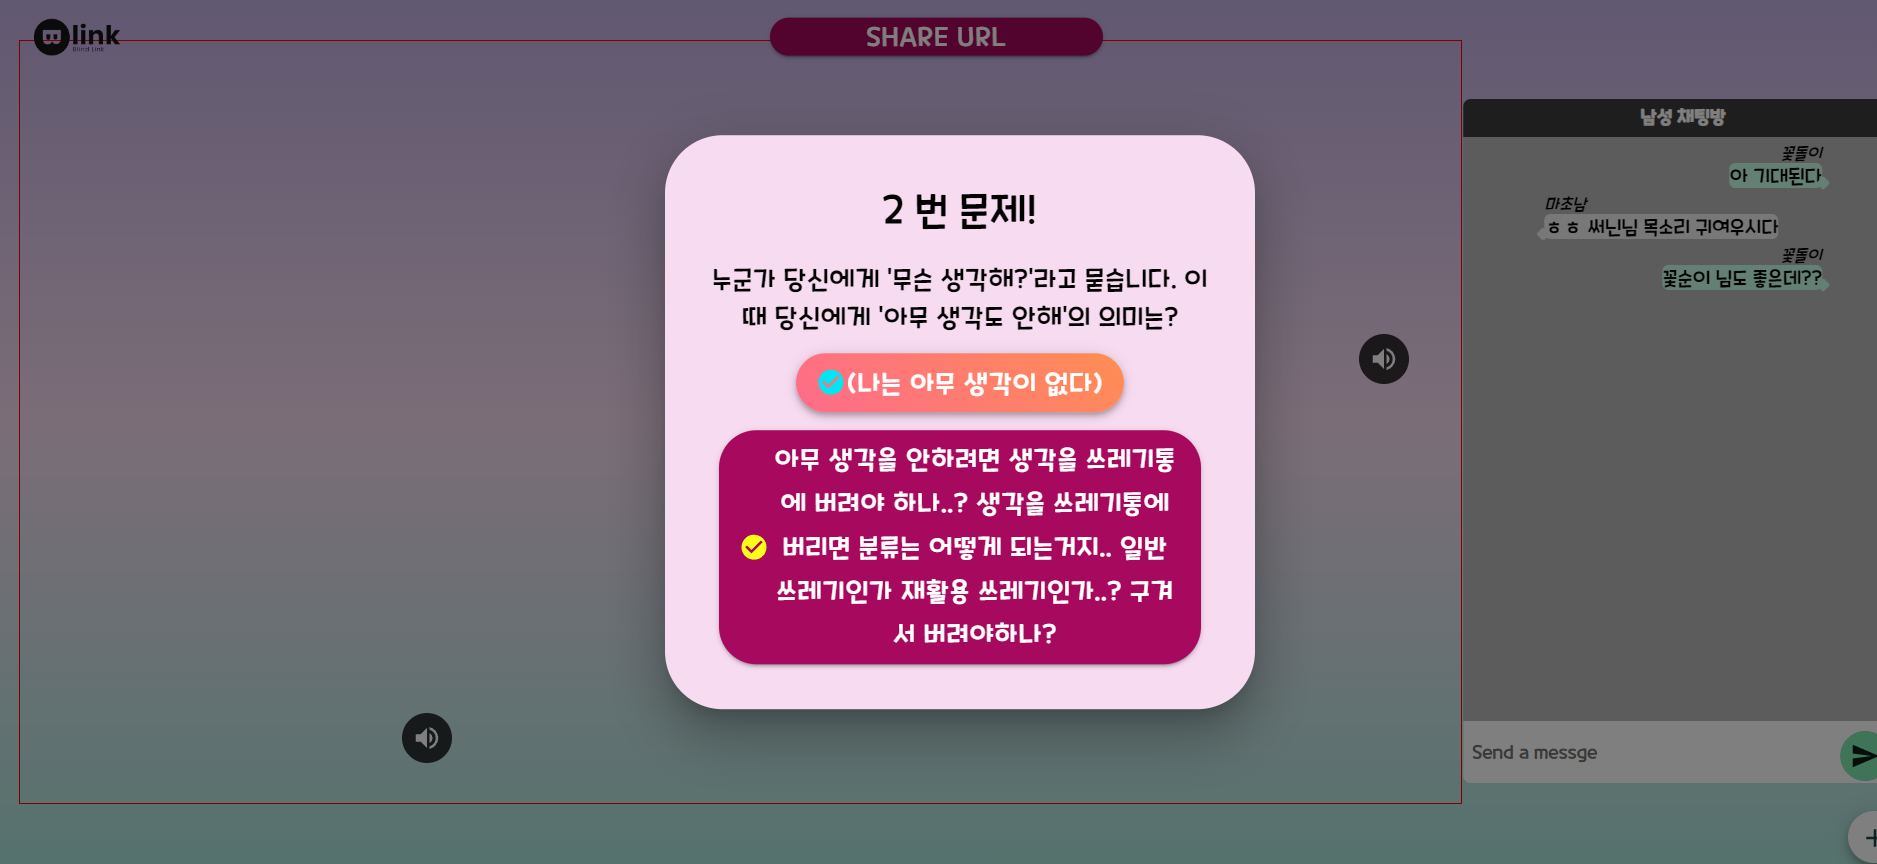 Blink
Blind Link
SHARE URL
2 번 문제!
누군가 당신에게 '무슨 생각해?'라고 묻습니다. 이
때 당신에게 '아무 생각도 안해'의 의미는?
(나는 아무 생각이 없다)
아무 생각을 안하려면 생각을 쓰레기통
에 버려야 하나..? 생각을 쓰레기통에
버리면 분류는 어떻게 되는거지.. 일반
쓰레기인가 재활용 쓰레기인가..? 구겨
서 버려야하나?
남성 채팅방
꽃돌이
아 기대된다
마초남
ㅎㅎ 써닌님 목소리 귀여우시다
꽃돌이
꽃순이 님도 좋은데??
Send a messge